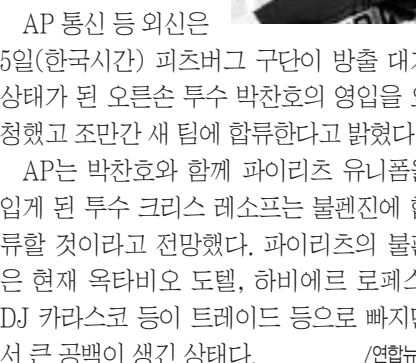 AP 통신 등 외신은
5일(한국시간) 피츠버그 구단이 방출 대기
상태가 된 오른손 투수 박찬호의 영입을
청했고 조만간 새 팀에 합류한다고 밝혔다
AP는 박찬호와 함께 파이리츠 유니폼을
입게 된 투수 크리스 레소프는 불펜진에
류할 것이라고 전망했다. 파이리츠의 불펜
은 현재 옥타비오 도텔, 하비에르 로페스
DJ 카라스코 등이 트레이드 등으로 빠지면
서 큰 공백이 생긴 상태다. /연합뉴